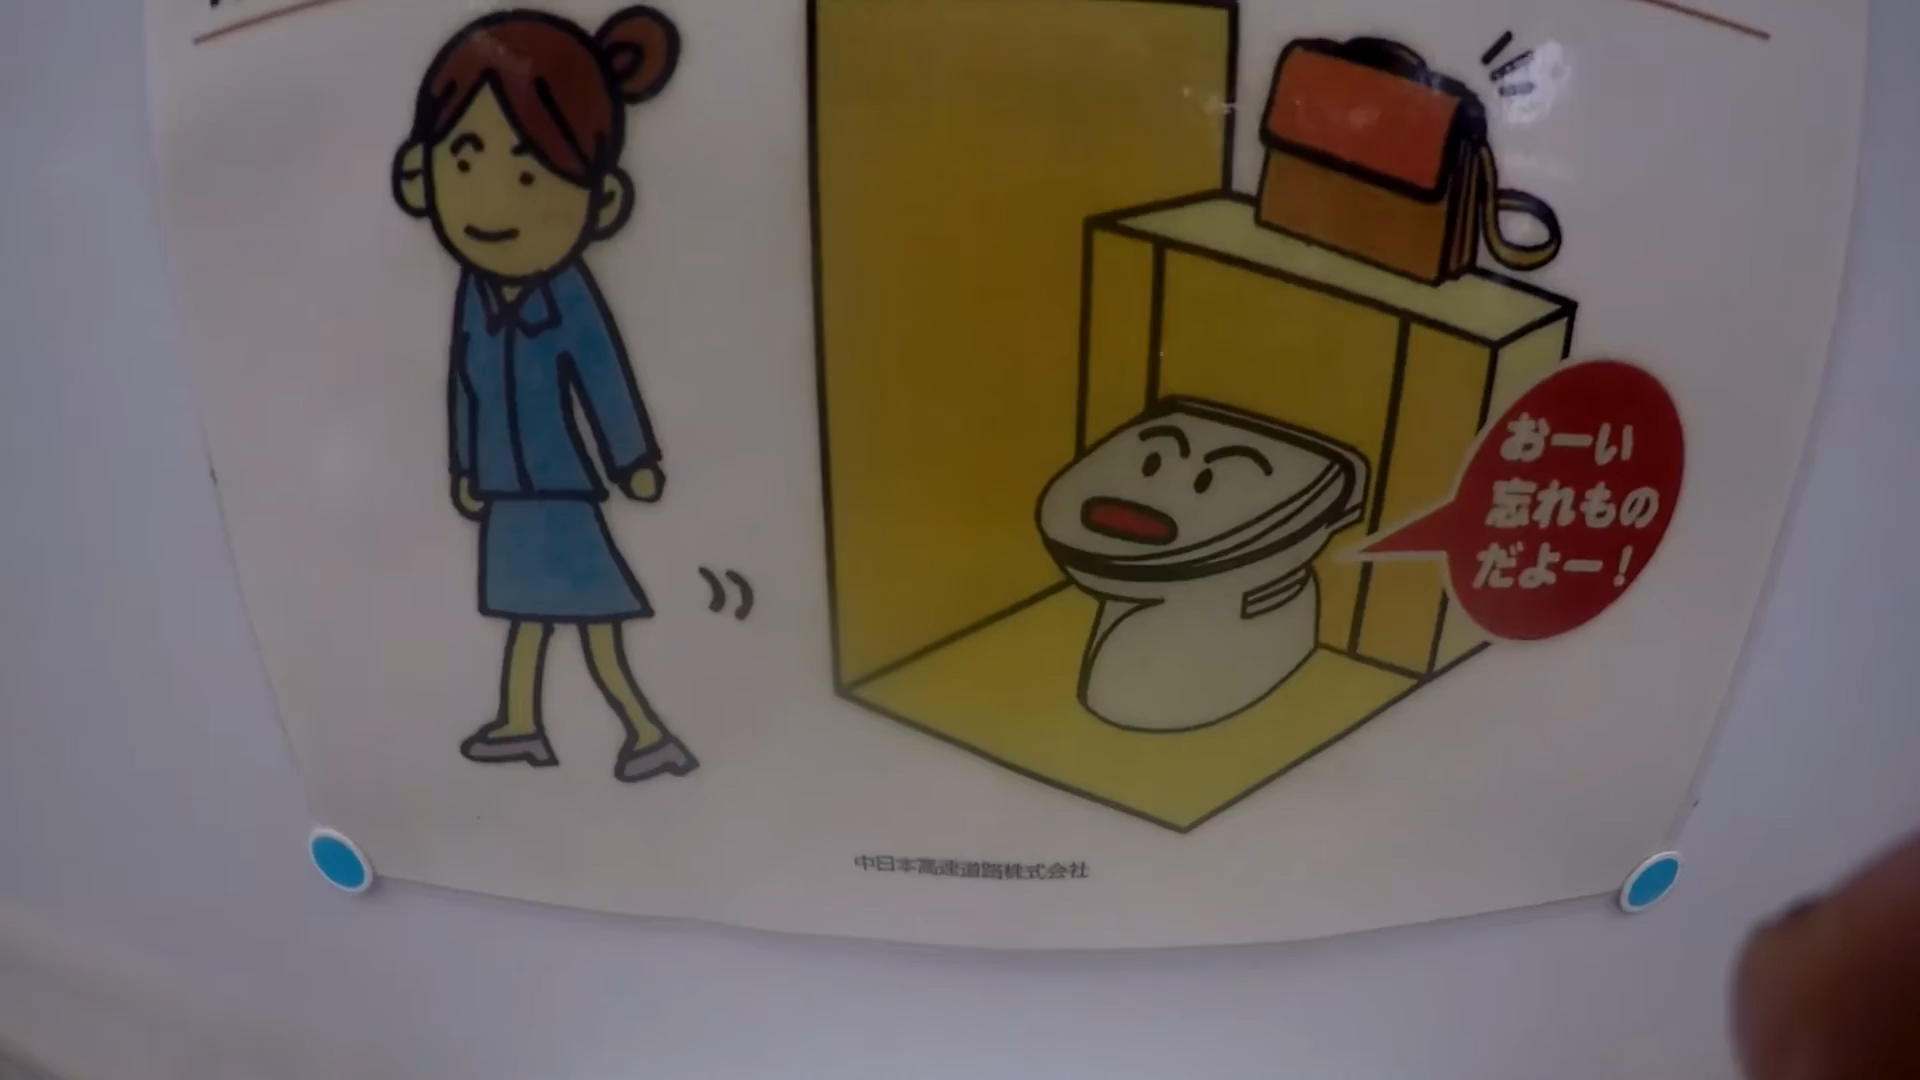 おーい
忘れもの
だよー！
中日本高速道路株式会社